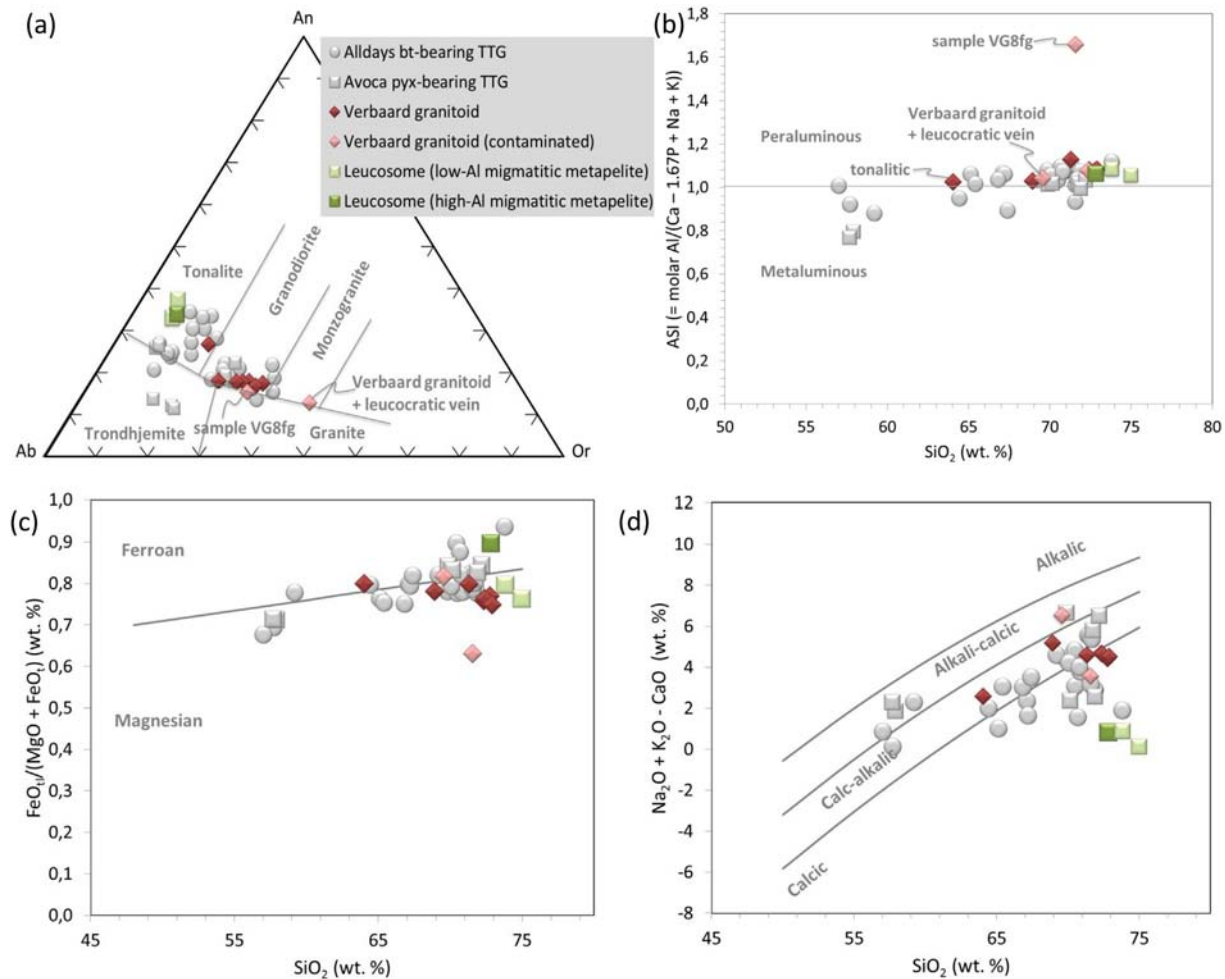 (a)
An
Alldays bt-bearing TTG
Avoca pyx-bearing TTG
Verbaard granitoid
Verbaard granitoid (contaminated)
Leucosome (low-Al migmatitic metapelite)
Leucosome (high-Al migmatitic metapelite)
Tonalite
Granodiorite
Monzogranite
Verbaard granitoid
+ leucocratic vein
Trondhjemite
sample VG8fg
Granite
Ab
Or
(b)
ASI (= molar Al/(Ca – 1.67P + Na + K))
1,8
1,6
1,4
1,2
1,0
0,8
0,6
0,4
0,2
0,0
sample VG8fg
Verbaard granitoid
+ leucocratic vein
Peraluminous
tonalitic
Metaluminous
50
55
60
65
70
75
80
SiO2 (wt. %)
(c)
FeOt/(MgO + FeOt) (wt. %)
1,0
0,9
0,8
0,7
0,6
0,5
0,4
0,3
0,2
0,1
0,0
Ferroan
Magnesian
45
55
65
75
SiO2 (wt. %)
(d)
Na2O + K2O - CaO (wt. %)
12
10
8
6
4
2
0
-2
-4
-6
-8
Alkalic
Alkali-calcic
Calc-alkalic
Calcic
45
55
65
75
SiO2 (wt. %)